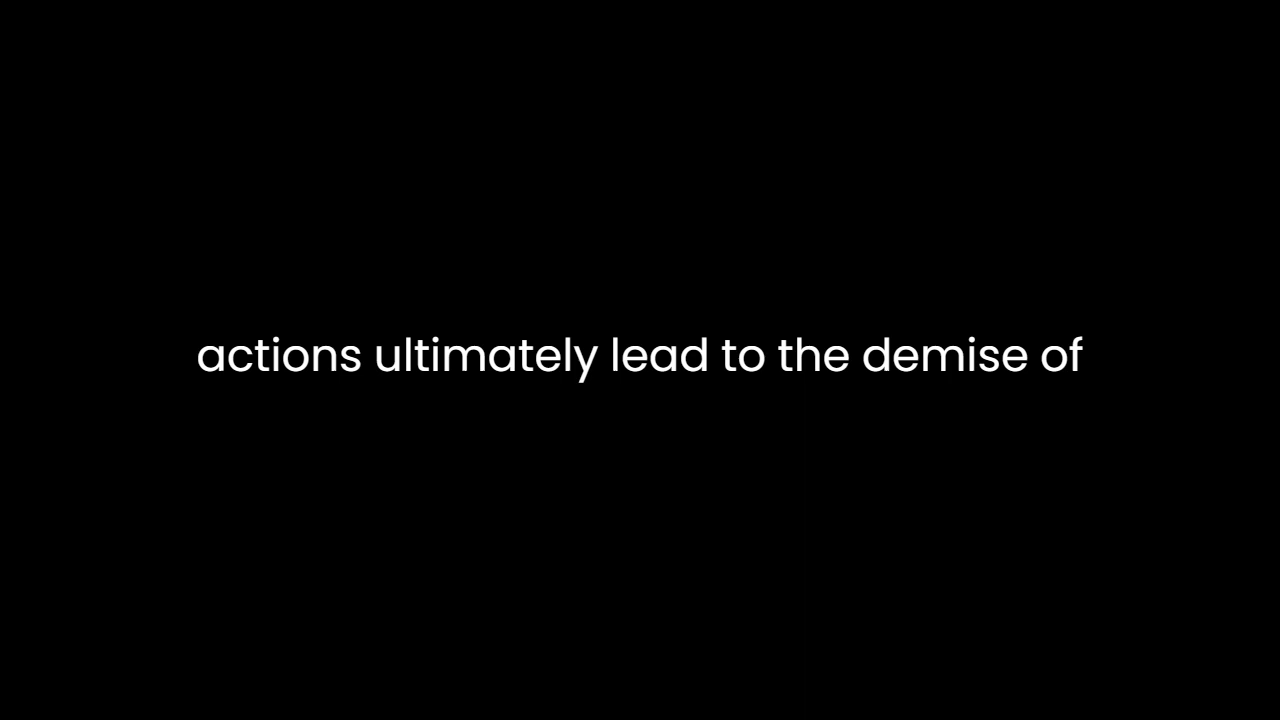 actions ultimately lead to the demise of